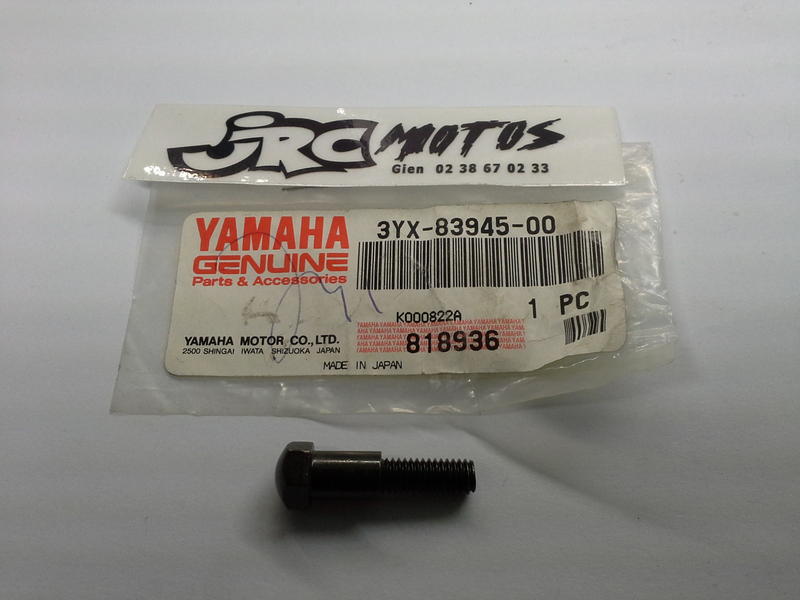 JRC MOTOS
Gien 02 38 67 02 33
YAMAHA
GENUINE
Parts & Accessories
3YX-83945-00
K000822A
1 PC
YAMAHA MOTOR CO., LTD.
2500 SHINGAI IWATA SHIZUOKA JAPAN
818936
MADE IN JAPAN